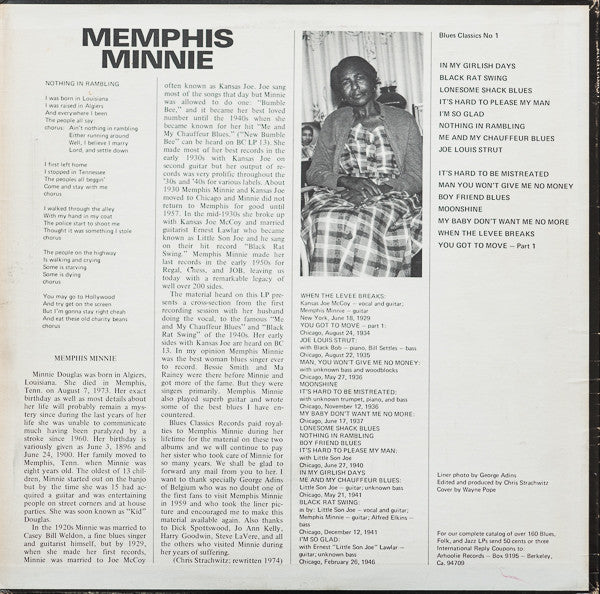 MEMPHIS
MINNIE
NOTHING IN RAMBLING
I was born in Louisiana
I was raised in Algiers
And everywhere I been
The people all say
chorus: Ain't nothing in rambling
Either running around
Well, I believe I marry
Lord, and settle down
I first left home
I stopped in Tennessee
The peoples all beggin'
Come and stay with me
chorus
I walked through the alley
With my hand in my coat
The police start to shoot me
Thought it was something I stole
chorus
The people on the highway
Is walking and crying
Some is starving
Some is dying
chorus
You may go to Hollywood
And try get on the screen
But I'm gonna stay right cheah
And eat these old charity beans
chorus
MEMPHIS MINNIE
Minnie Douglas was born in Algiers,
Louisiana. She died in Memphis,
Tenn. on August 7, 1973. Her exact
birthday as well as most details about
her life will probably remain a mys-
tery since during the last years of her
life she was unable to communicate
much having been paralyzed by a
stroke since 1960. Her birthday is
variously given as June 3, 1896 and
June 24, 1900. Her family moved to
Memphis, Tenn. when Minnie was
eight years old. The oldest of 13 chil-
dren, Minnie started out on the banjo
but by the time she was 15 had ac-
quired a guitar and was entertaining
people on street corners and at house
parties. She was soon known as "Kid"
Douglas.
In the 1920s Minnie was married to
Casey Bill Weldon, a fine blues singer
and guitarist himself, but by 1929,
when she made her first records,
Minnie was married to Joe McCoy
often known as Kansas Joe. Joe sang
most of the songs that day but Minnie
was allowed to do one: "Bumble
Bee," and it became her best loved
number until the 1940s when she
became known for her hit "Me and
My Chauffeur Blues." ("New Bumble
Bee" can be heard on BC LP 13). She
made most of her best records in the
early 1930s with Kansas Joe on
second guitar but her output of re-
cords was very prolific throughout the
'30s and '40s for various labels. About
1930 Memphis Minnie and Kansas Joe
moved to Chicago and Minnie did not
return to Memphis for good until
1957. In the mid-1930s she broke up
with Kansas Joe McCoy and married
guitarist Ernest Lawlar who became
known as Little Son Joe and he sang
on their hit record "Black Rat
Swing." Memphis Minnie made her
last records in the early 1950s for
Regal, Chess, and JOB, leaving us
today with a remarkable legacy of
well over 200 sides.
The material heard on this LP pre-
sents a cross-section from the first
recording session with her husband
doing the vocal, to the famous "Me
and My Chauffeur Blues" and "Black
Rat Swing" of the 1940s. Her early
sides with Kansas Joe are heard on BC
13. In my opinion Memphis Minnie
was the best woman blues singer ever
to record. Bessie Smith and Ma
Rainey were there before Minnie and
got more of the fame. But they were
singers primarily. Memphis Minnie
also played superb guitar and wrote
some of the best blues I have en-
countered.
Blues Classics Records paid royal-
ties to Memphis Minnie during her
lifetime for the material on these two
albums and we will continue to pay
her sister who took care of Minnie for
so many years. We shall be glad to
forward any mail from you to her. I
want to thank specially George Adins
of Belgium who was no doubt one of
the first fans to visit Memphis Minnie
in 1959 and who took the liner pic-
ture and encouraged me to make this
material available again. Also thanks
to Dick Spottswood, Jo Ann Kelly,
Harry Goodwin, Steve LaVere, and all
the others who visited Minnie during
her years of suffering.
(Chris Strachwitz; rewritten 1974)
WHEN THE LEVEE BREAKS:
Kansas Joe McCoy – vocal and guitar;
Memphis Minnie – guitar
New York, June 18, 1929
YOU GOT TO MOVE – part 1:
Chicago, August 24, 1934
JOE LOUIS STRUT:
with Black Bob – piano, Bill Settles – bass
Chicago, August 22, 1935
MAN, YOU WON'T GIVE ME NO MONEY:
with unknown bass and woodblocks
Chicago, May 27, 1936
MOONSHINE
IT'S HARD TO BE MISTREATED:
with unknown trumpet, piano, and bass
Chicago, November 12, 1936
MY BABY DON'T WANT ME NO MORE:
Chicago, June 17, 1937
LONESOME SHACK BLUES
NOTHING IN RAMBLING
BOY FRIEND BLUES
IT'S HARD TO PLEASE MY MAN:
with Little Son Joe
Chicago, June 27, 1940
IN MY GIRLISH DAYS
ME AND MY CHAUFFEUR BLUES:
Little Son Joe – guitar; unknown bass
Chicago, May 21, 1941
BLACK RAT SWING:
as by: Little Son Joe – vocal and guitar;
Memphis Minnie – guitar; Alfred Elkins –
bass
Chicago, December 12, 1941
I'M SO GLAD:
with Ernest "Little Son Joe" Lawlar –
guitar; unknown bass
Chicago, February 26, 1946
Blues Classics No 1
IN MY GIRLISH DAYS
BLACK RAT SWING
LONESOME SHACK BLUES
IT'S HARD TO PLEASE MY MAN
I'M SO GLAD
NOTHING IN RAMBLING
ME AND MY CHAUFFEUR BLUES
JOE LOUIS STRUT
IT'S HARD TO BE MISTREATED
MAN YOU WON'T GIVE ME NO MONEY
BOY FRIEND BLUES
MOONSHINE
MY BABY DON'T WANT ME NO MORE
WHEN THE LEVEE BREAKS
YOU GOT TO MOVE – Part 1
Liner photo by George Adins
Edited and produced by Chris Strachwitz
Cover by Wayne Pope
For our complete catalog of over 160 Blues,
Folk, and Jazz LPs send 50 cents or three
International Reply Coupons to
Arhoolie Records – Box 9195 – Berkeley,
Ca. 94709